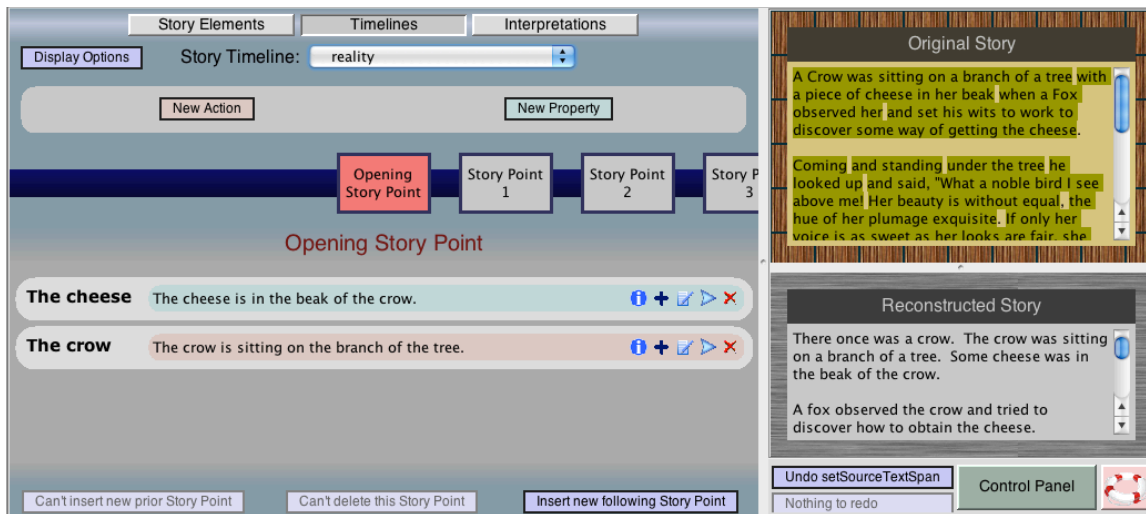 Story Elements
Timelines
Interpretations
Display Options
Story Timeline:
reality
New Action
New Property
Opening
Story Point
Story Point
1
Story Point
2
Story P
3
Opening Story Point
The cheese
The cheese is in the beak of the crow.
The crow
The crow is sitting on the branch of the tree.
Can't insert new prior Story Point
Can't delete this Story Point
Insert new following Story Point
Original Story
A Crow was sitting on a branch of a tree with
a piece of cheese in her beak when a Fox
observed her and set his wits to work to
discover some way of getting the cheese.
Coming and standing under the tree he
looked up and said, "What a noble bird I see
above me! Her beauty is without equal, the
hue of her plumage exquisite. If only her
voice is as sweet as her looks are fair, she
Reconstructed Story
There once was a crow. The crow was sitting
on a branch of a tree. Some cheese was in
the beak of the crow.
A fox observed the crow and tried to
discover how to obtain the cheese.
Undo setSourceTextSpan
Nothing to redo
Control Panel